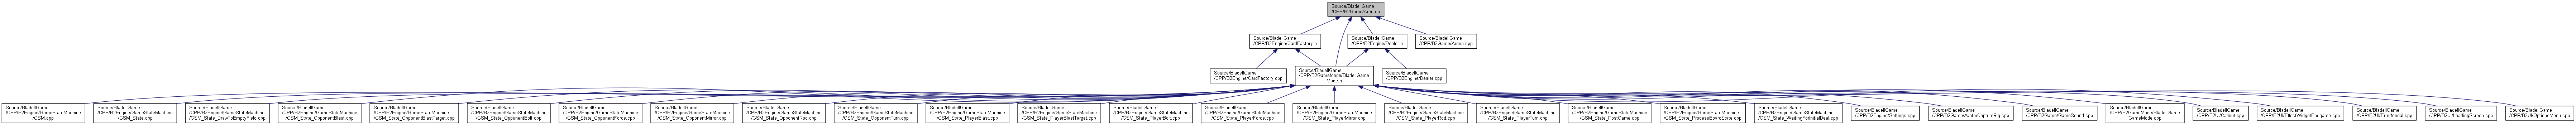 Source/BladeIIGame
/CPP/B2Game/Arena.h
Source/BladeIIGame
/CPP/B2Engine/CardFactory.h
Source/BladeIIGame
/CPP/B2Engine/Dealer.h
Source/BladeIIGame
/CPP/B2Game/Arena.cpp
Source/BladeIIGame
/CPP/B2Engine/CardFactory.cpp
Source/BladeIIGame
/CPP/B2GameMode/BladeIIGame
Mode.h
Source/BladeIIGame
/CPP/B2Engine/Dealer.cpp
Source/BladeIIGame
/CPP/B2Engine/GameStateMachine
/GSM.cpp
Source/BladeIIGame
/CPP/B2Engine/GameStateMachine
/GSM_State.cpp
Source/BladeIIGame
/CPP/B2Engine/GameStateMachine
/GSM_State_DrawToEmptyField.cpp
Source/BladeIIGame
/CPP/B2Engine/GameStateMachine
/GSM_State_OpponentBlast.cpp
Source/BladeIIGame
/CPP/B2Engine/GameStateMachine
/GSM_State_OpponentBlastTarget.cpp
Source/BladeIIGame
/CPP/B2Engine/GameStateMachine
/GSM_State_OpponentBolt.cpp
Source/BladeIIGame
/CPP/B2Engine/GameStateMachine
/GSM_State_OpponentForce.cpp
Source/BladeIIGame
/CPP/B2Engine/GameStateMachine
/GSM_State_OpponentMirror.cpp
Source/BladeIIGame
/CPP/B2Engine/GameStateMachine
/GSM_State_OpponentRod.cpp
Source/BladeIIGame
/CPP/B2Engine/GameStateMachine
/GSM_State_OpponentTurn.cpp
Source/BladeIIGame
/CPP/B2Engine/GameStateMachine
/GSM_State_PlayerBlast.cpp
Source/BladeIIGame
/CPP/B2Engine/GameStateMachine
/GSM_State_PlayerBlastTarget.cpp
Source/BladeIIGame
/CPP/B2Engine/GameStateMachine
/GSM_State_PlayerBolt.cpp
Source/BladeIIGame
/CPP/B2Engine/GameStateMachine
/GSM_State_PlayerForce.cpp
Source/BladeIIGame
/CPP/B2Engine/GameStateMachine
/GSM_State_PlayerMirror.cpp
Source/BladeIIGame
/CPP/B2Engine/GameStateMachine
/GSM_State_PlayerRod.cpp
Source/BladeIIGame
/CPP/B2Engine/GameStateMachine
/GSM_State_PlayerTurn.cpp
Source/BladeIIGame
/CPP/B2Engine/GameStateMachine
/GSM_State_PostGame.cpp
Source/BladeIIGame
/CPP/B2Engine/GameStateMachine
/GSM_State_ProcessBoardState.cpp
Source/BladeIIGame
/CPP/B2Engine/GameStateMachine
/GSM_State_WaitingForInitialDeal.cpp
Source/BladeIIGame
/CPP/B2Engine/Settings.cpp
Source/BladeIIGame
/CPP/B2Game/AvatarCaptureRig.cpp
Source/BladeIIGame
/CPP/B2Game/GameSound.cpp
Source/BladeIIGame
/CPP/B2GameMode/BladeIIGame
GameMode.cpp
Source/BladeIIGame
/CPP/B2UI/Callout.cpp
Source/BladeIIGame
/CPP/B2UI/EffectWidgetEndgame.cpp
Source/BladeIIGame
/CPP/B2UI/ErrorModal.cpp
Source/BladeIIGame
/CPP/B2UI/LoadingScreen.cpp
Source/BladeIIGame
/CPP/B2UI/OptionsMenu.cpp